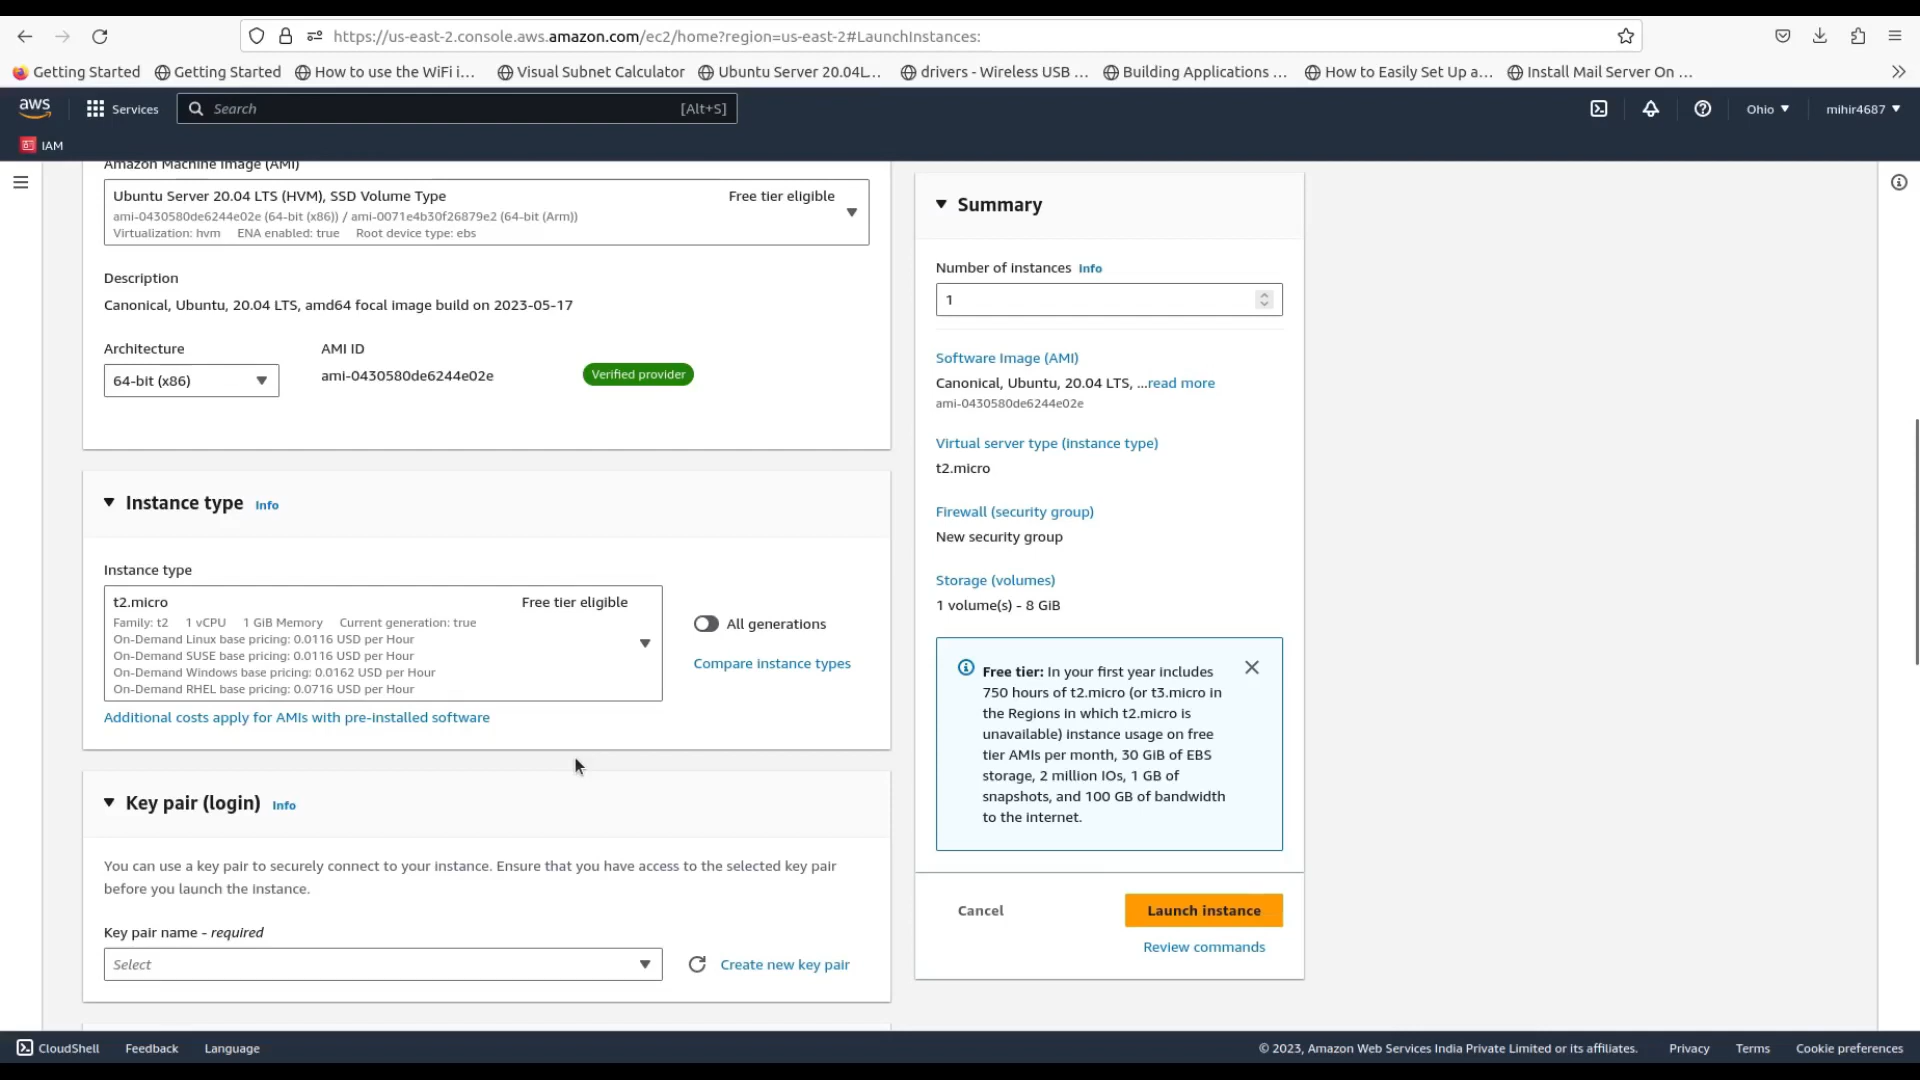 https://us-east-2.console.aws.amazon.com/ec2/home?region=us-east-2#LaunchInstances:
Getting Started
Getting Started
How to use the WiFi i...
Visual Subnet Calculator
Ubuntu Server 20.04L...
drivers - Wireless USB ...
Building Applications ...
How to Easily Set Up a...
Install Mail Server On ...
aws
Services
Search
[Alt+S]
Ohio
mihir4687
IAM
Amazon Machine Image (AMI)
Ubuntu Server 20.04 LTS (HVM), SSD Volume Type
Free tier eligible
ami-0430580de6244e02e (64-bit (x86)) / ami-0071e4b30f26879e2 (64-bit (Arm))
Virtualization: hvm ENA enabled: true Root device type: ebs
Description
Canonical, Ubuntu, 20.04 LTS, amd64 focal image build on 2023-05-17
Architecture
AMI ID
64-bit (x86)
ami-0430580de6244e02e
Verified provider
Instance type Info
Instance type
t2.micro
Free tier eligible
Family: t2 1 vCPU 1 GiB Memory Current generation: true
On-Demand Linux base pricing: 0.0116 USD per Hour
On-Demand SUSE base pricing: 0.0116 USD per Hour
On-Demand Windows base pricing: 0.0162 USD per Hour
On-Demand RHEL base pricing: 0.0716 USD per Hour
All generations
Compare instance types
Additional costs apply for AMIs with pre-installed software
Key pair (login) Info
You can use a key pair to securely connect to your instance. Ensure that you have access to the selected key pair
before you launch the instance.
Key pair name - required
Select
Create new key pair
Summary
Number of instances Info
1
Software Image (AMI)
Canonical, Ubuntu, 20.04 LTS, ...read more
ami-0430580de6244e02e
Virtual server type (instance type)
t2.micro
Firewall (security group)
New security group
Storage (volumes)
1 volume(s) - 8 GiB
Free tier: In your first year includes
750 hours of t2.micro (or t3.micro in
the Regions in which t2.micro is
unavailable) instance usage on free
tier AMIs per month, 30 GiB of EBS
storage, 2 million IOs, 1 GB of
snapshots, and 100 GB of bandwidth
to the internet.
Cancel
Launch instance
Review commands
CloudShell
Feedback
Language
© 2023, Amazon Web Services India Private Limited or its affiliates.
Privacy
Terms
Cookie preferences